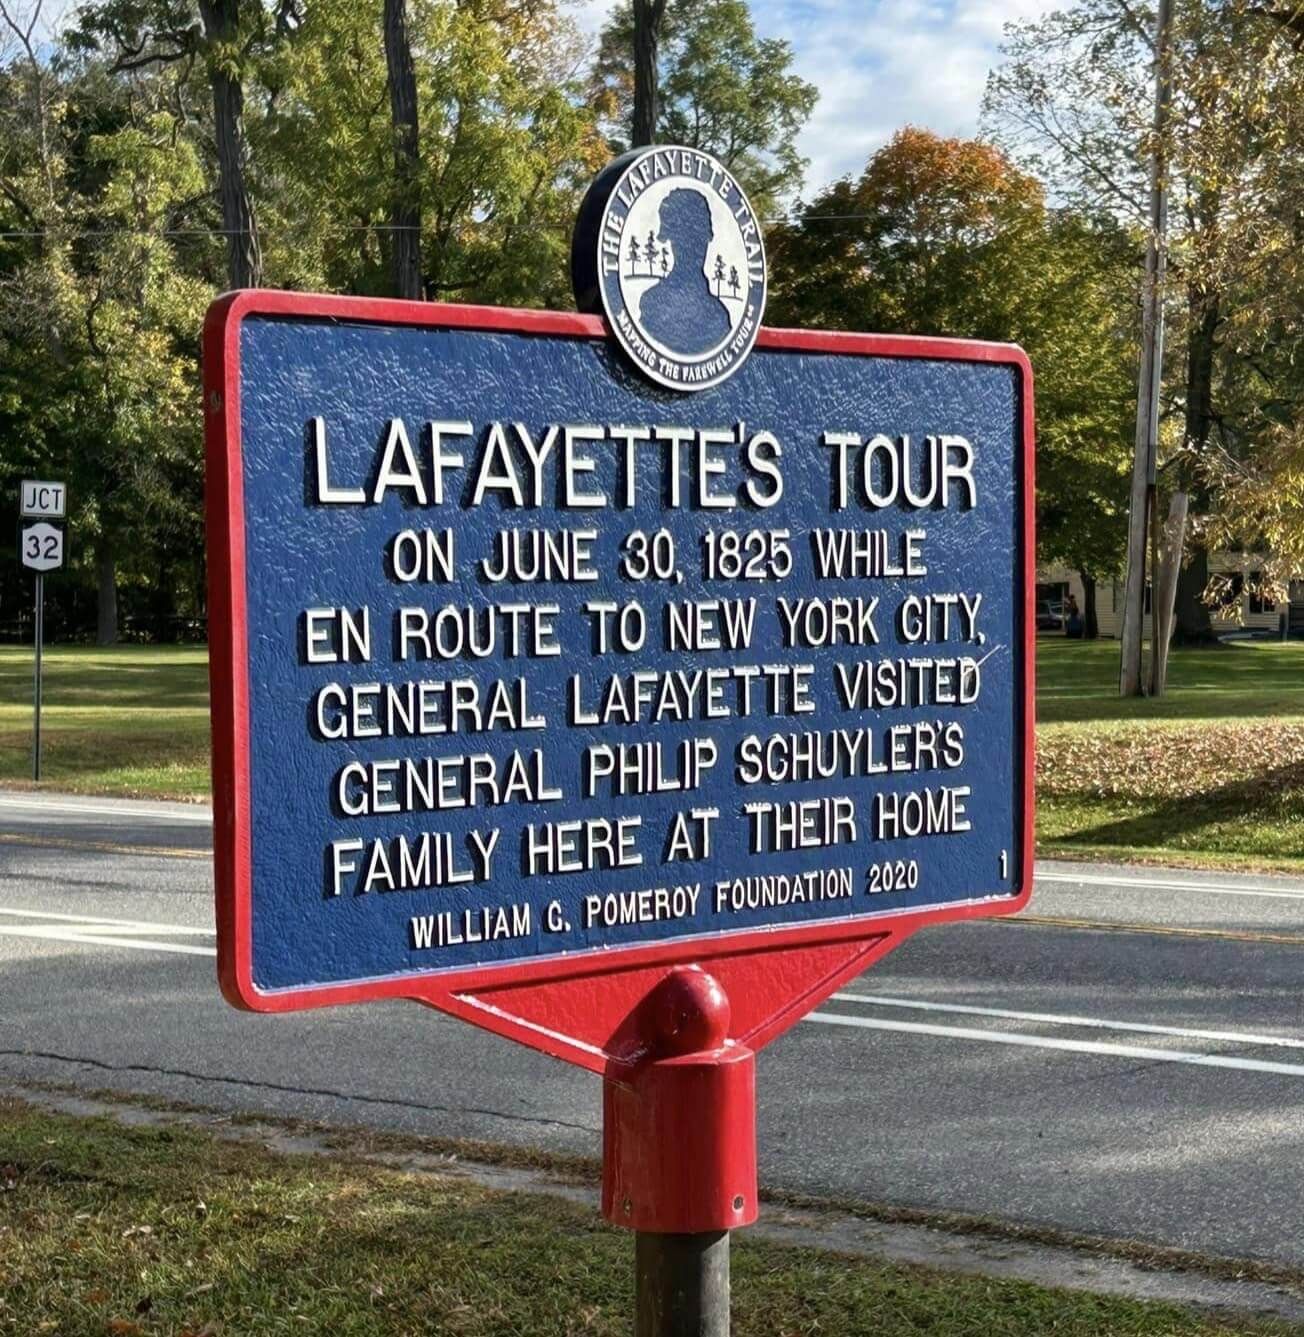 THE LAFAYETTE TRAIL
MAPPING THE FAREWELL TOUR
LAFAYETTE'S TOUR
ON JUNE 30, 1825 WHILE
EN ROUTE TO NEW YORK CITY,
GENERAL LAFAYETTE VISITED
GENERAL PHILIP SCHUYLER'S
FAMILY HERE AT THEIR HOME
WILLIAM G. POMEROY FOUNDATION 2020
1
JCT
32